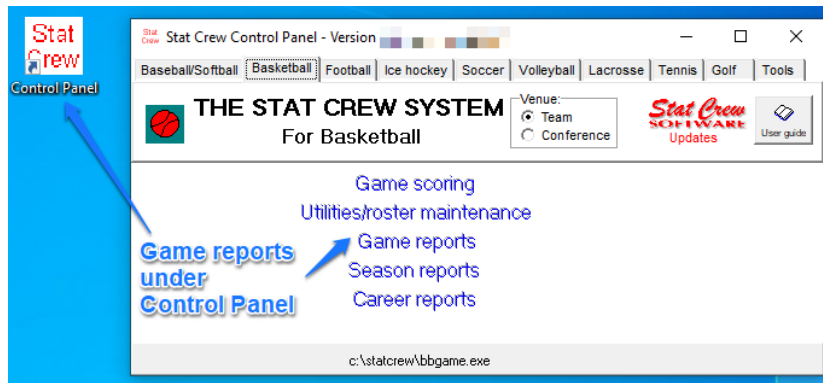 Stat
Crew
Control Panel
Stat Crew Stat Crew Control Panel - Version
Baseball/Softball Basketball Football Ice hockey Soccer Volleyball Lacrosse Tennis Golf Tools
THE STAT CREW SYSTEM
For Basketball
Venue:
Team
Conference
Stat Crew
SOFTWARE
Updates
User guide
Game scoring
Utilities/roster maintenance
Game reports
Season reports
Career reports
Game reports
under
Control Panel
c:\statcrew\bbgame.exe